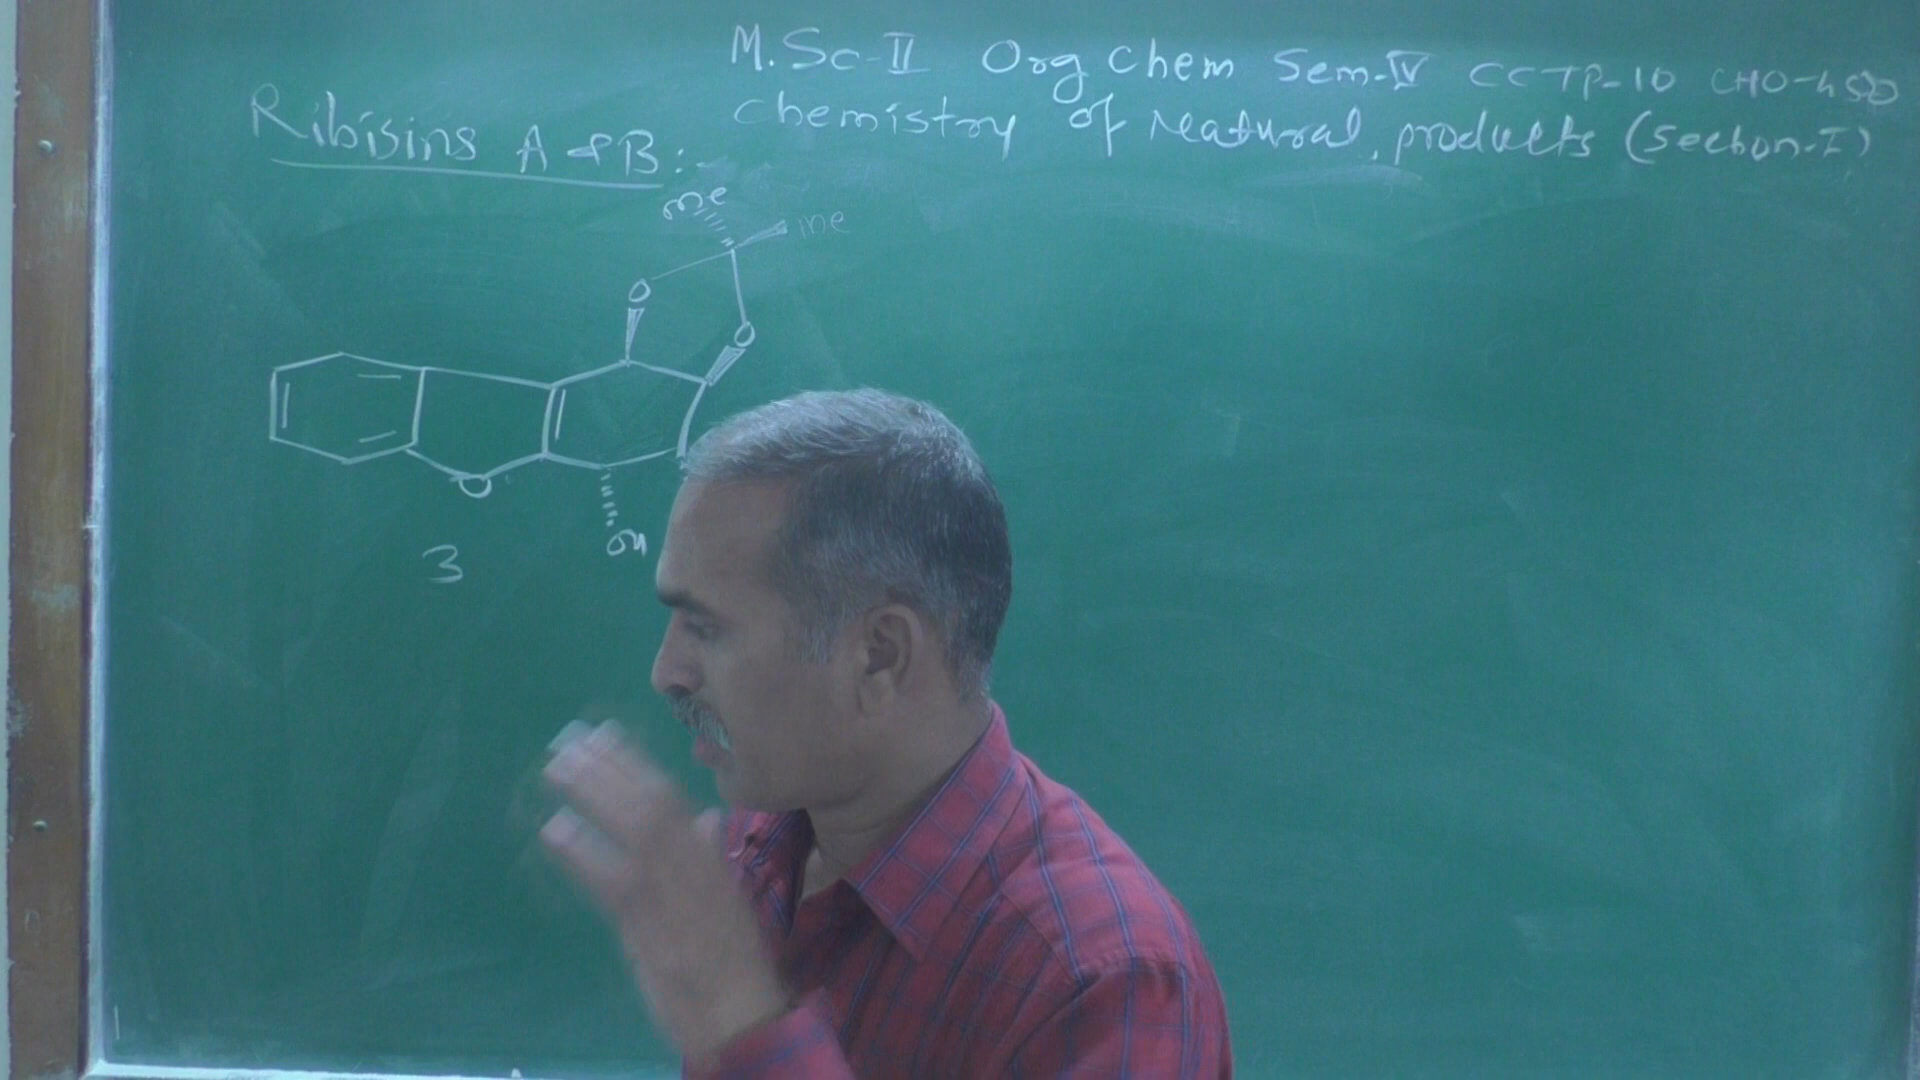 M.Sc-II Org Chem Sem-IV CCTP-10 CHO-450
Chemistry of Natural products (Section-I)
Ribisins A & B:-
me
me
O
O
O
OH
3